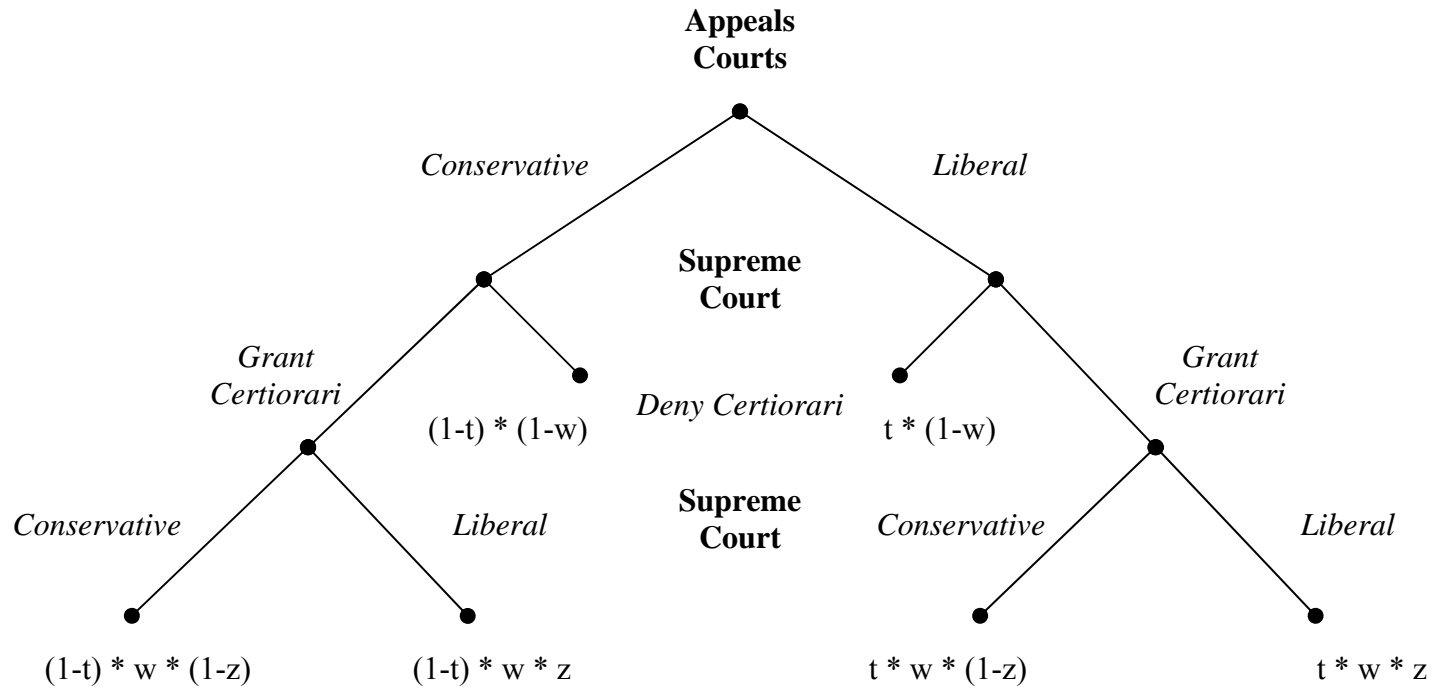 Appeals
Courts
Conservative
Liberal
Supreme
Court
Grant
Certiorari
Grant
Certiorari
Deny Certiorari
(1-t) * (1-w)
t * (1-w)
Supreme
Court
Conservative
Liberal
Conservative
Liberal
(1-t) * w * (1-z)
(1-t) * w * z
t * w * (1-z)
t * w * z